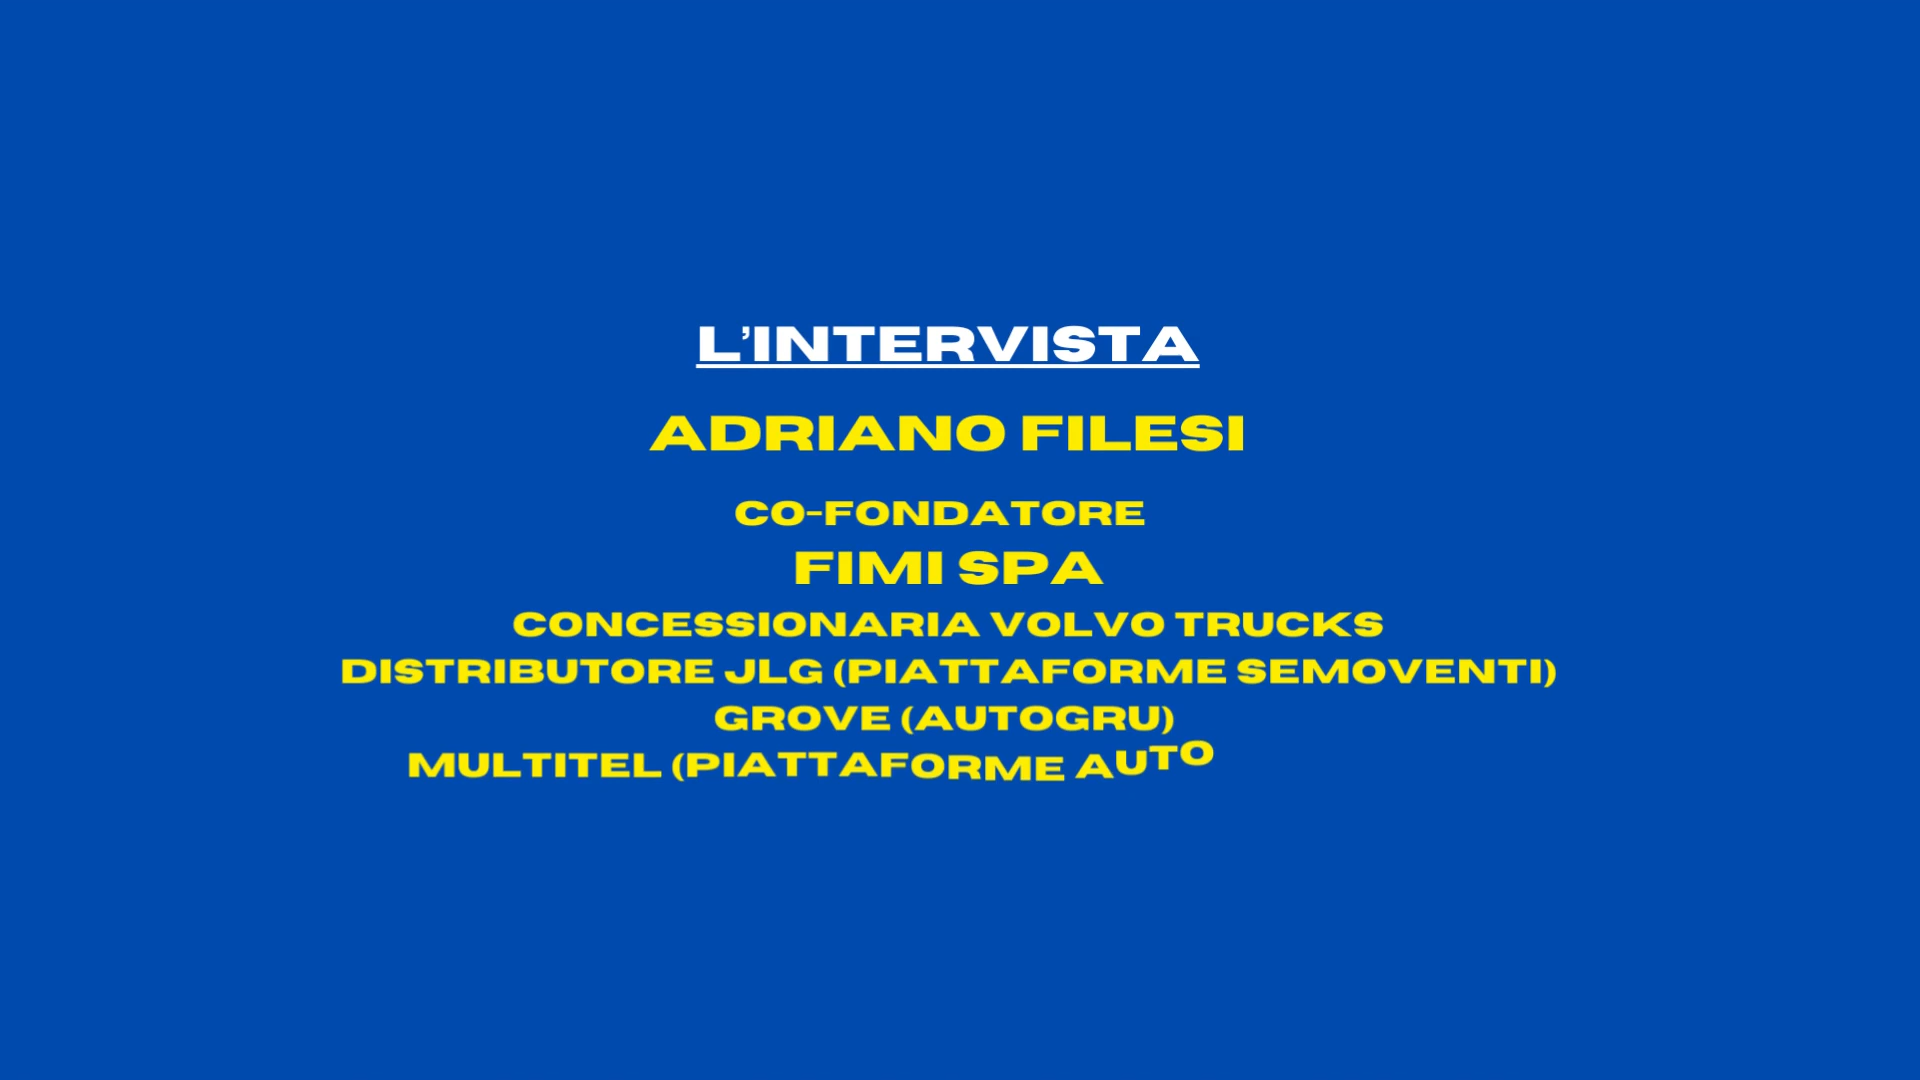 L'INTERVISTA
ADRIANO FILESI
CO-FONDATORE
FIMI SPA
CONCESSIONARIA VOLVO TRUCKS
DISTRIBUTORE JLG (PIATTAFORME SEMOVENTI)
GROVE (AUTOGRU)
MULTITEL (PIATTAFORME AUTO